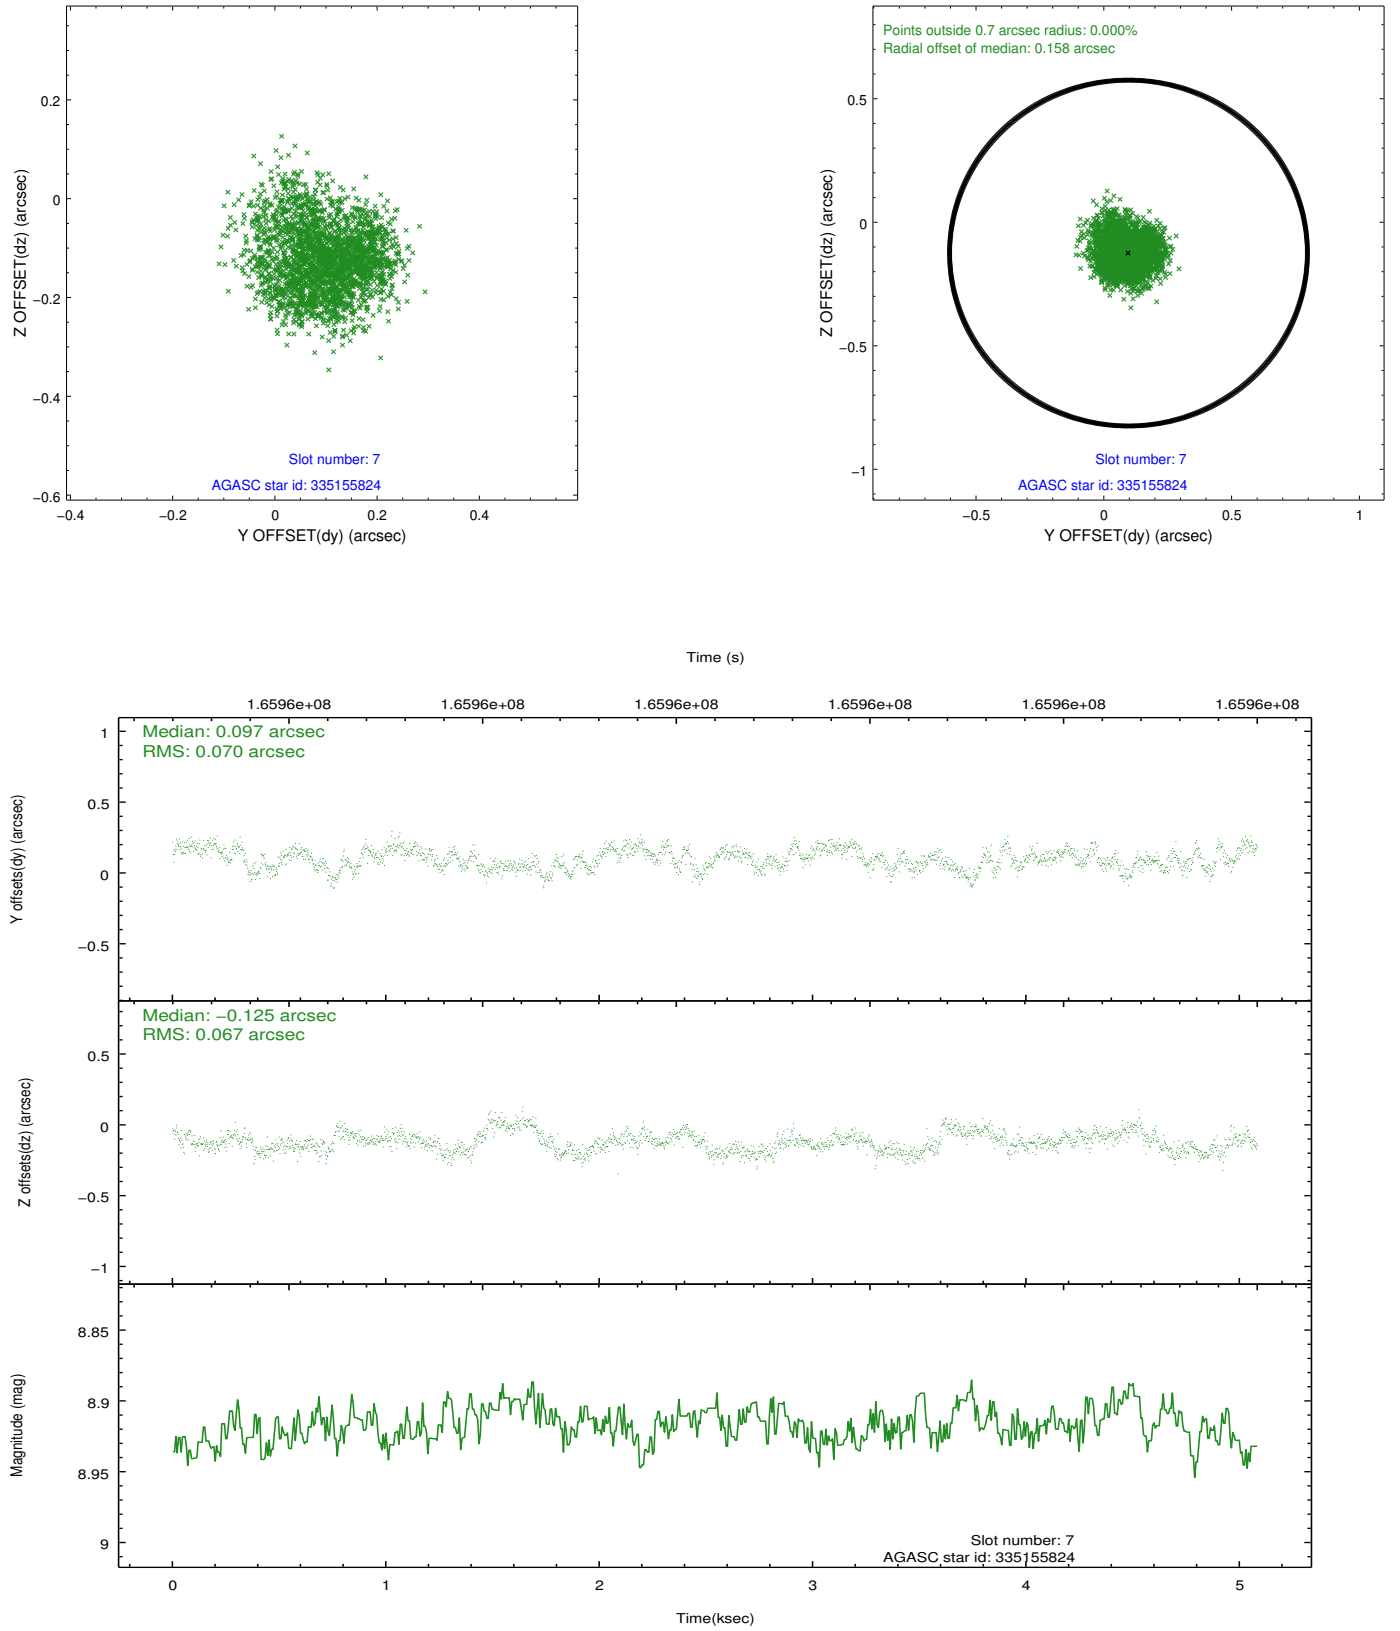 0.2
0
−0.2
−0.4
−0.6
Z OFFSET(dz) (arcsec)
Slot number: 7
AGASC star id: 335155824
−0.4
−0.2
0
0.2
0.4
Y OFFSET(dy) (arcsec)
Points outside 0.7 arcsec radius: 0.000%
Radial offset of median: 0.158 arcsec
0.5
0
−0.5
−1
Z OFFSET(dz) (arcsec)
Slot number: 7
AGASC star id: 335155824
−0.5
0
0.5
1
Y OFFSET(dy) (arcsec)
Time (s)
1.6596e+08
1.6596e+08
1.6596e+08
1.6596e+08
1.6596e+08
1.6596e+08
Median: 0.097 arcsec
RMS: 0.070 arcsec
1
0.5
0
−0.5
Y offsets(dy) (arcsec)
Median: −0.125 arcsec
RMS: 0.067 arcsec
0.5
0
−0.5
−1
Z offsets(dz) (arcsec)
8.85
8.9
8.95
9
Magnitude (mag)
Slot number: 7
AGASC star id: 335155824
0
1
2
3
4
5
Time(ksec)